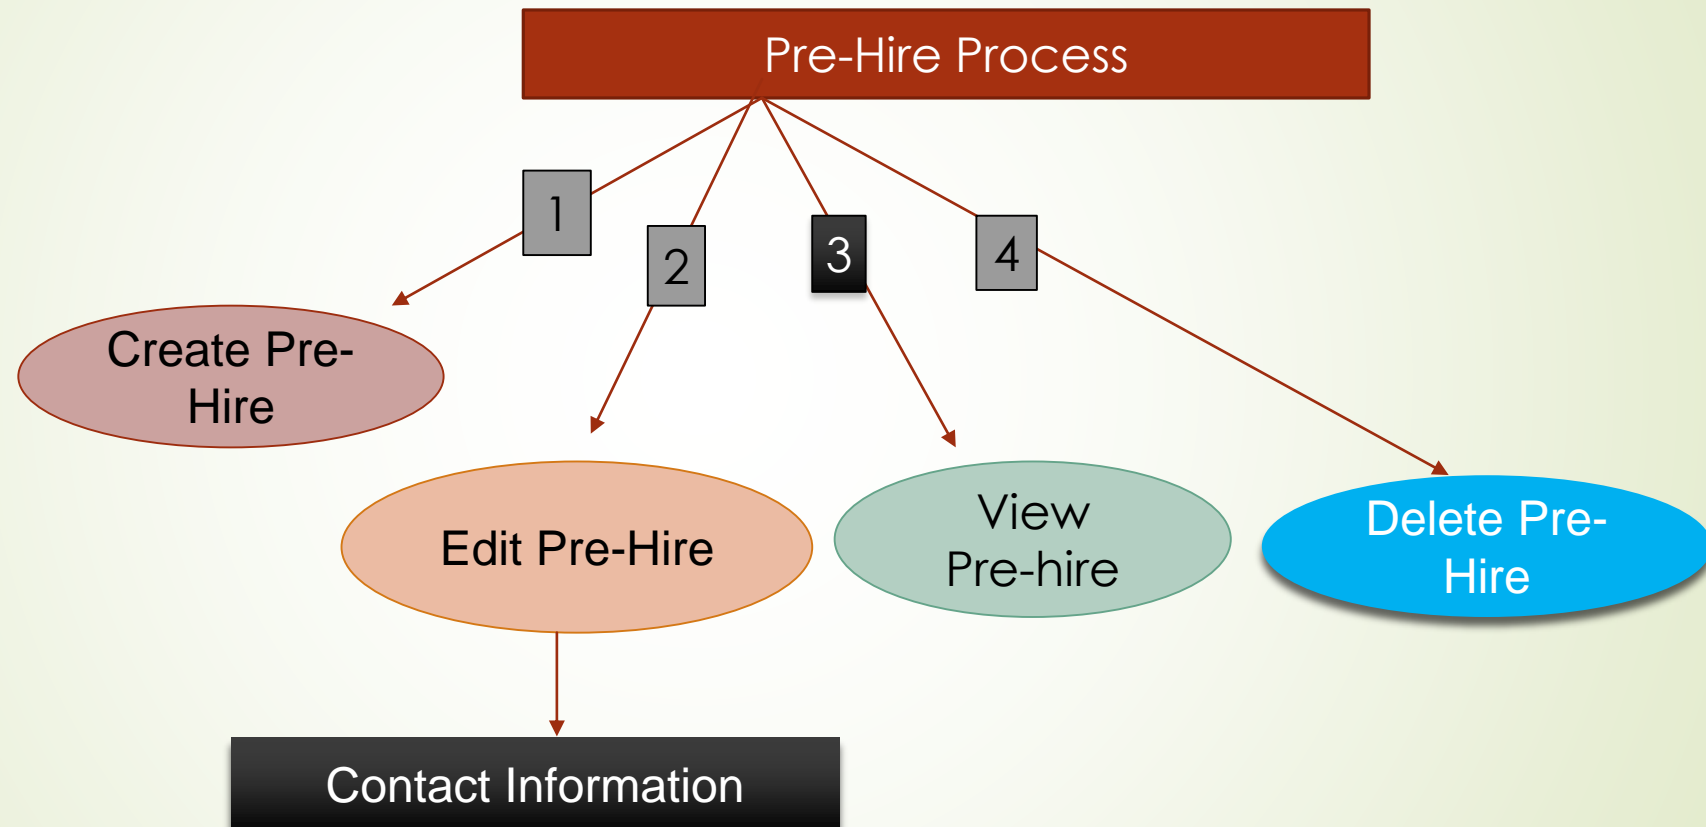 Pre-Hire Process
1
2
3
4
Create Pre-
Hire
Edit Pre-Hire
View
Pre-hire
Delete Pre-
Hire
Contact Information